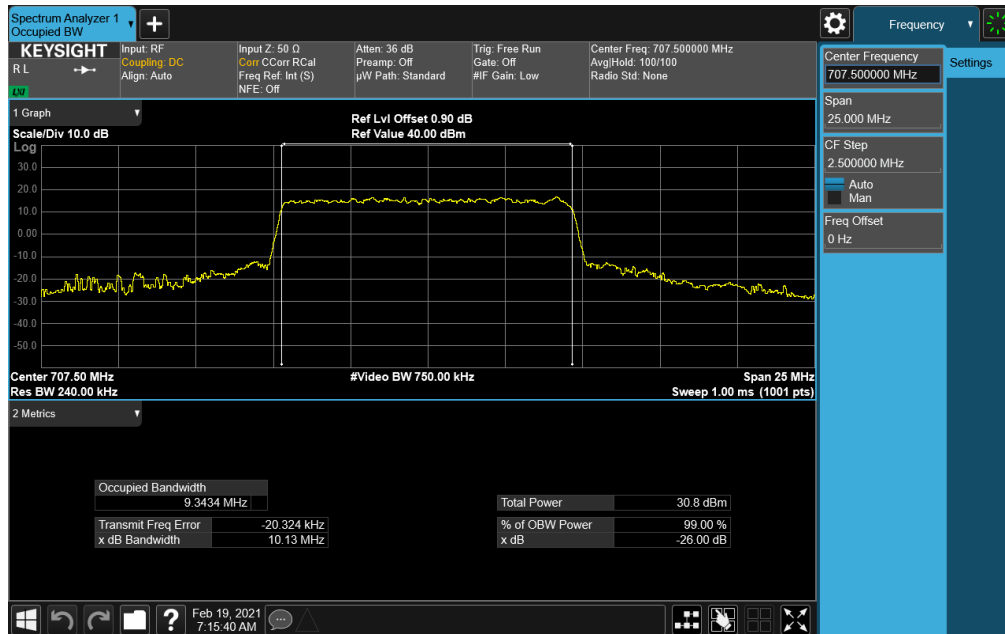 Spectrum Analyzer 1
Occupied BW
Frequency
KEYSIGHT
R L
LXI
Input: RF
Coupling: DC
Align: Auto
Input Z: 50 Ω
Corr CCorr RCal
Freq Ref: Int (S)
NFE: Off
Atten: 36 dB
Preamp: Off
µW Path: Standard
Trig: Free Run
Gate: Off
#IF Gain: Low
Center Freq: 707.500000 MHz
Avg|Hold: 100/100
Radio Std: None
Center Frequency
707.500000 MHz
Settings
Span
25.000 MHz
CF Step
2.500000 MHz
Auto
Man
Freq Offset
0 Hz
1 Graph
Scale/Div 10.0 dB
Ref Lvl Offset 0.90 dB
Ref Value 40.00 dBm
Log
30.0
20.0
10.0
0.00
-10.0
-20.0
-30.0
-40.0
-50.0
Center 707.50 MHz
Res BW 240.00 kHz
#Video BW 750.00 kHz
Span 25 MHz
Sweep 1.00 ms (1001 pts)
2 Metrics
Occupied Bandwidth
9.3434 MHz
Transmit Freq Error -20.324 kHz
x dB Bandwidth 10.13 MHz
Total Power 30.8 dBm
% of OBW Power 99.00 %
x dB -26.00 dB
?
Feb 19, 2021
7:15:40 AM